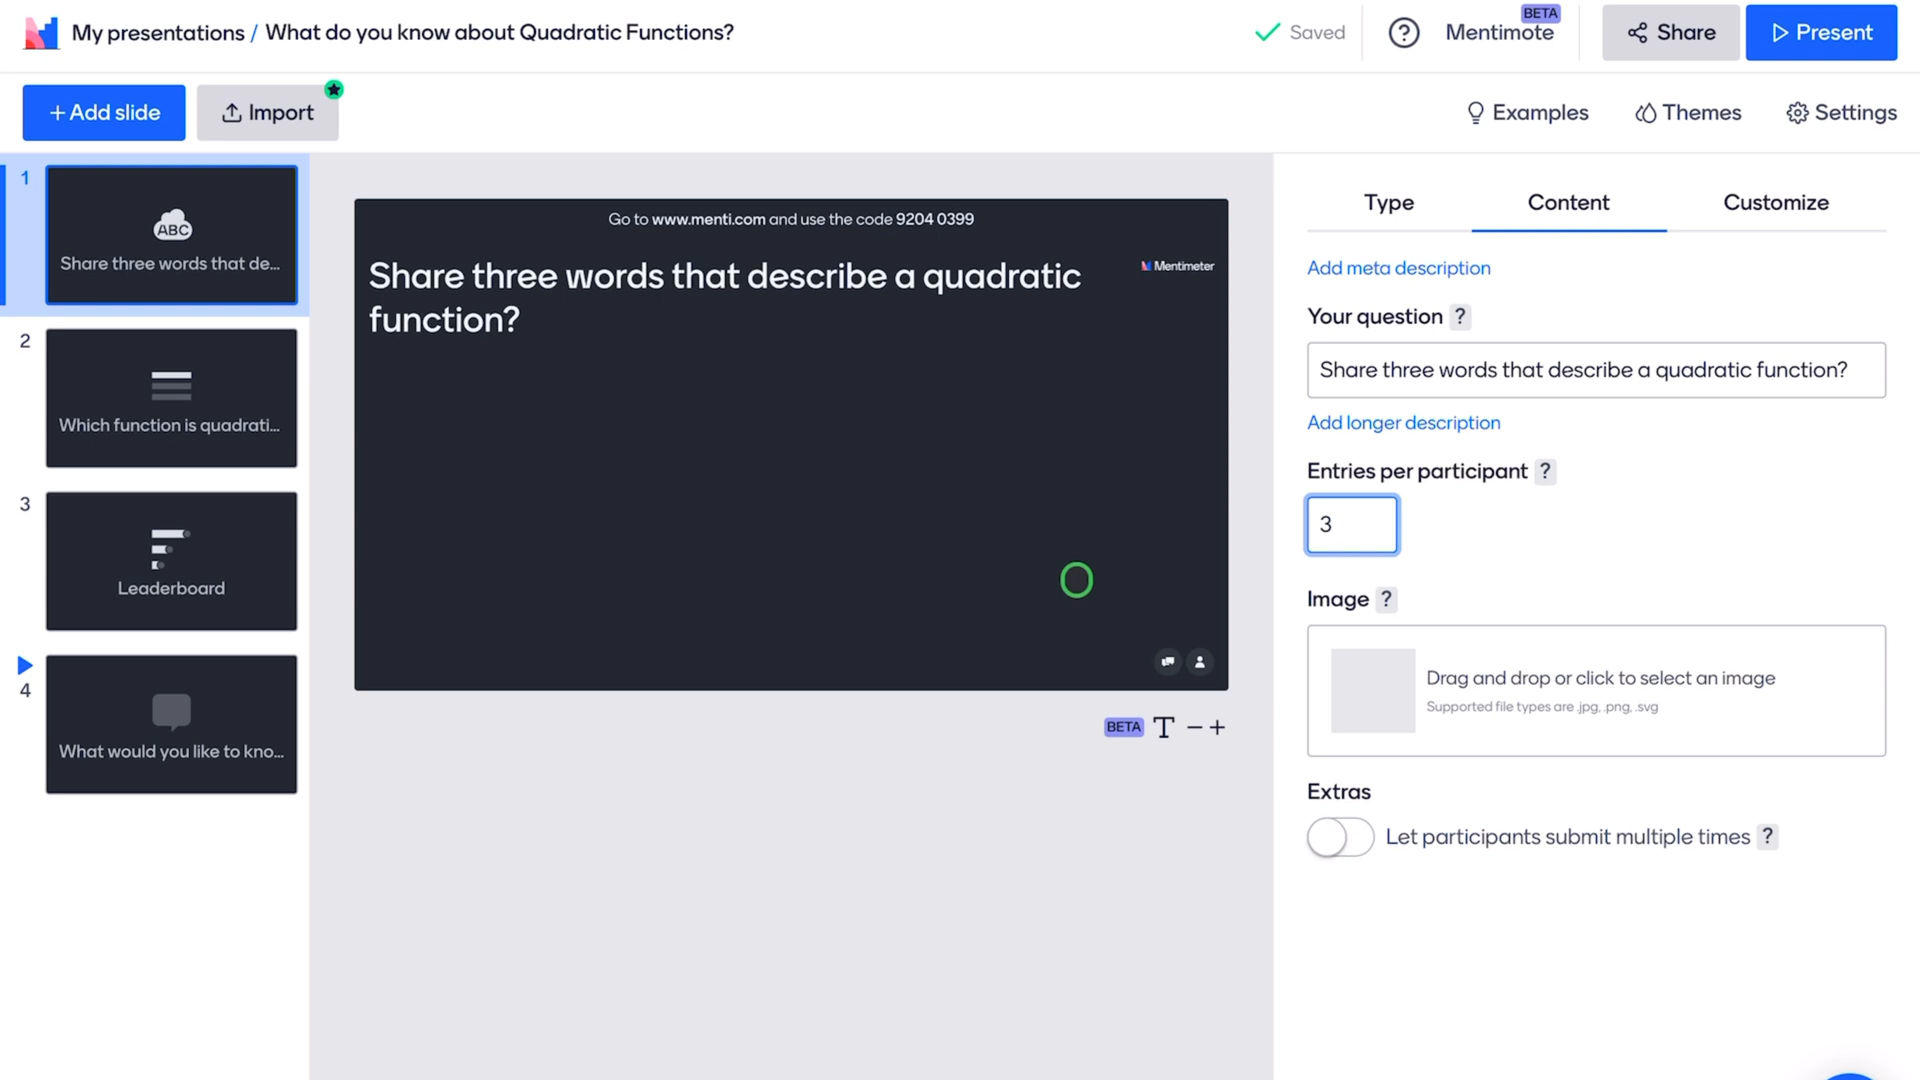 My presentations / What do you know about Quadratic Functions?
Saved
?
Mentimote
BETA
Share
Present
+ Add slide
Import
Examples
Themes
Settings
1
ABC
Share three words that de...
2
Which function is quadrati...
3
Leaderboard
4
What would you like to kno...
Go to www.menti.com and use the code 9204 0399
Share three words that describe a quadratic
function?
Mentimeter
BETA T − +
Type
Content
Customize
Add meta description
Your question ?
Share three words that describe a quadratic function?
Add longer description
Entries per participant ?
3
Image ?
Drag and drop or click to select an image
Supported file types are .jpg, .png, .svg
Extras
Let participants submit multiple times ?